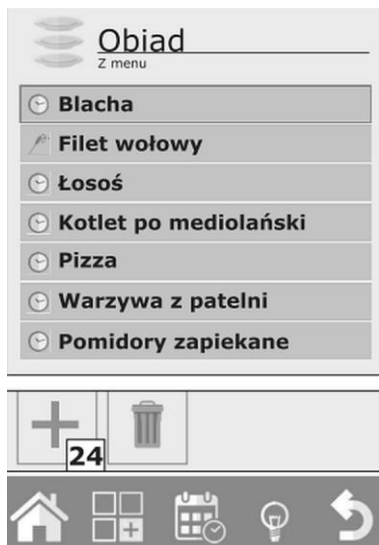 Obiad
Z menu
Blacha
Filet wołowy
Łosoś
Kotlet po mediolański
Pizza
Warzywa z patelni
Pomidory zapiekane
24